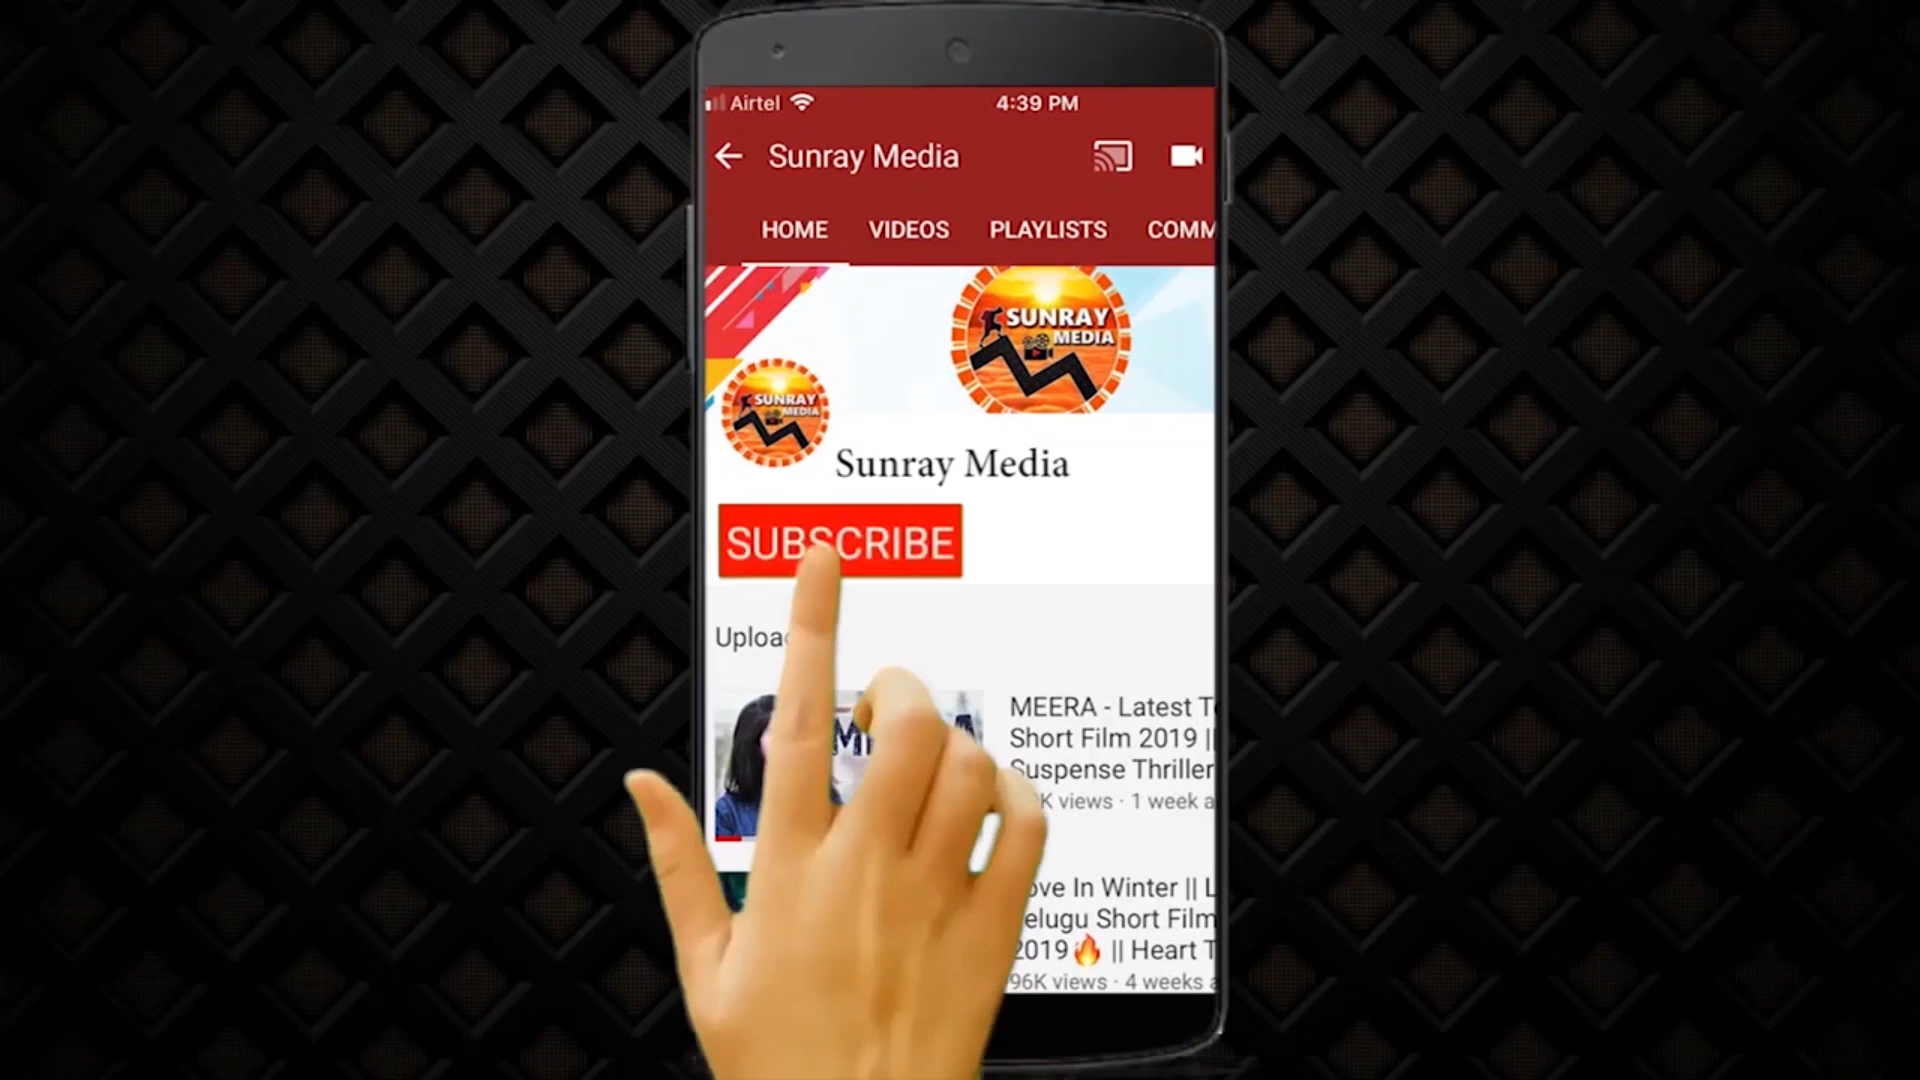 Airtel
4:39 PM
Sunray Media
HOME VIDEOS PLAYLISTS COMM
SUNRAY
MEDIA
SUNRAY
MEDIA
Sunray Media
SUBSCRIBE
MEERA - Latest T
Short Film 2019 ||
Suspense Thriller
K views · 1 week a
ove In Winter || L
elugu Short Film
2019🔥 || Heart T
96K views · 4 weeks a